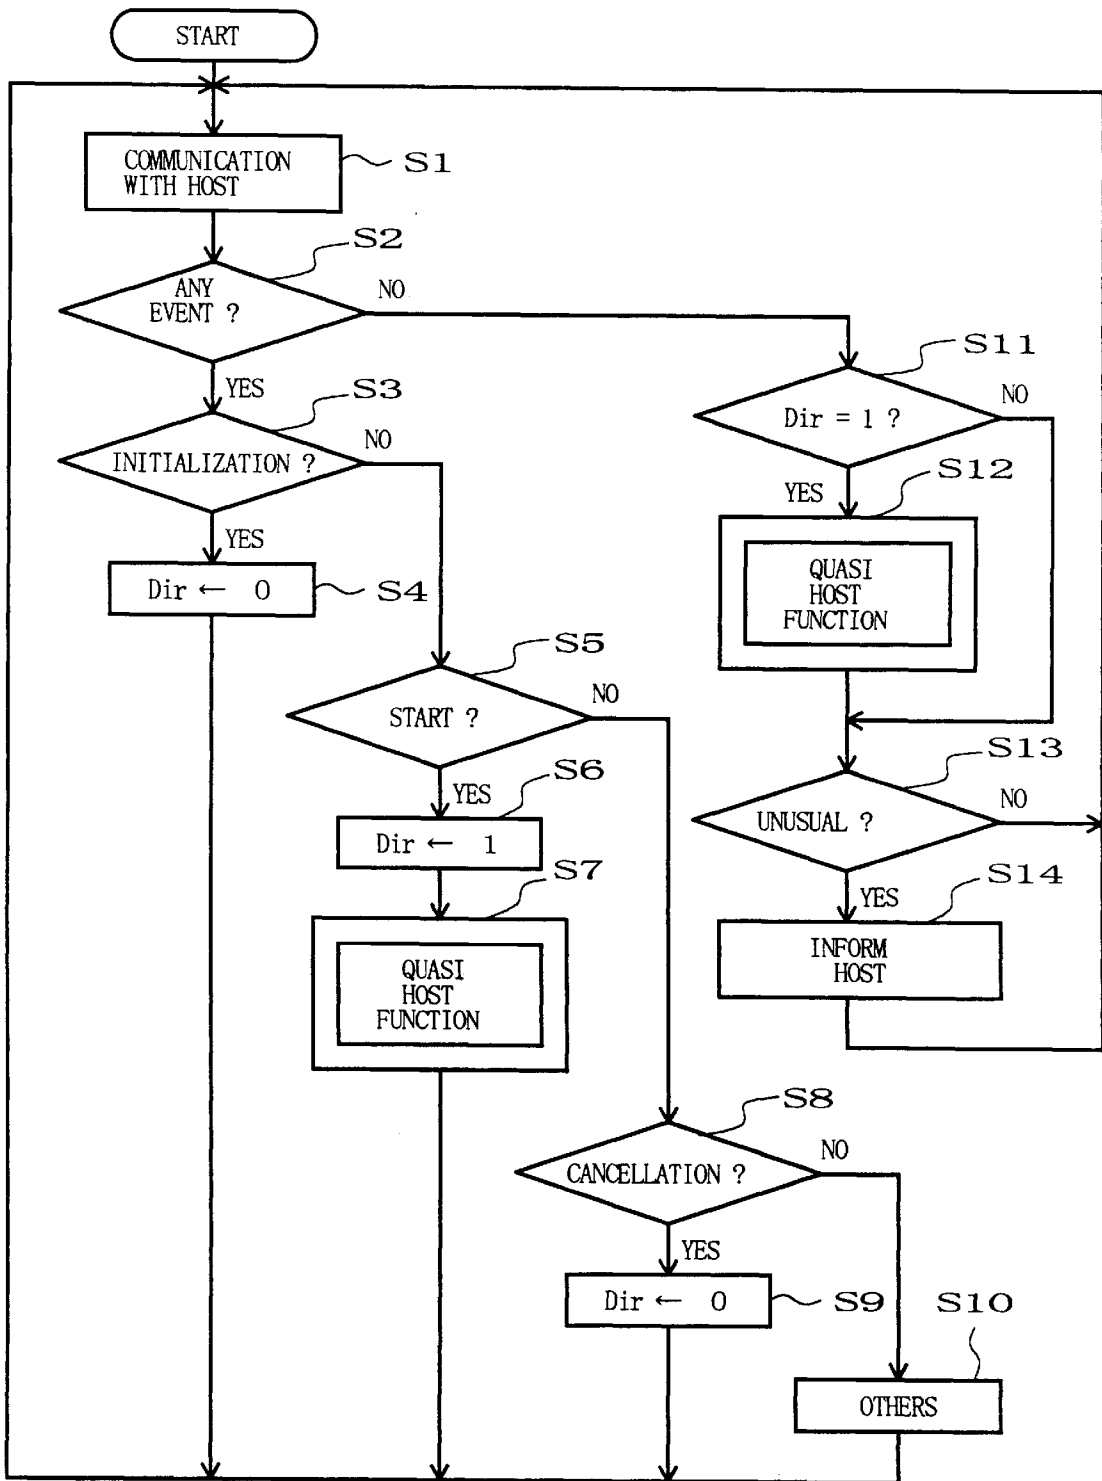 START
COMMUNICATION
WITH HOST
S1
S2
ANY
EVENT ?
NO
YES
S3
INITIALIZATION ?
NO
YES
Dir ← 0
S4
S5
START ?
NO
YES
S6
Dir ← 1
S7
QUASI
HOST
FUNCTION
S8
CANCELLATION ?
NO
YES
Dir ← 0
S9
S10
OTHERS
S11
Dir = 1 ?
NO
YES
S12
QUASI
HOST
FUNCTION
S13
UNUSUAL ?
NO
YES
S14
INFORM
HOST